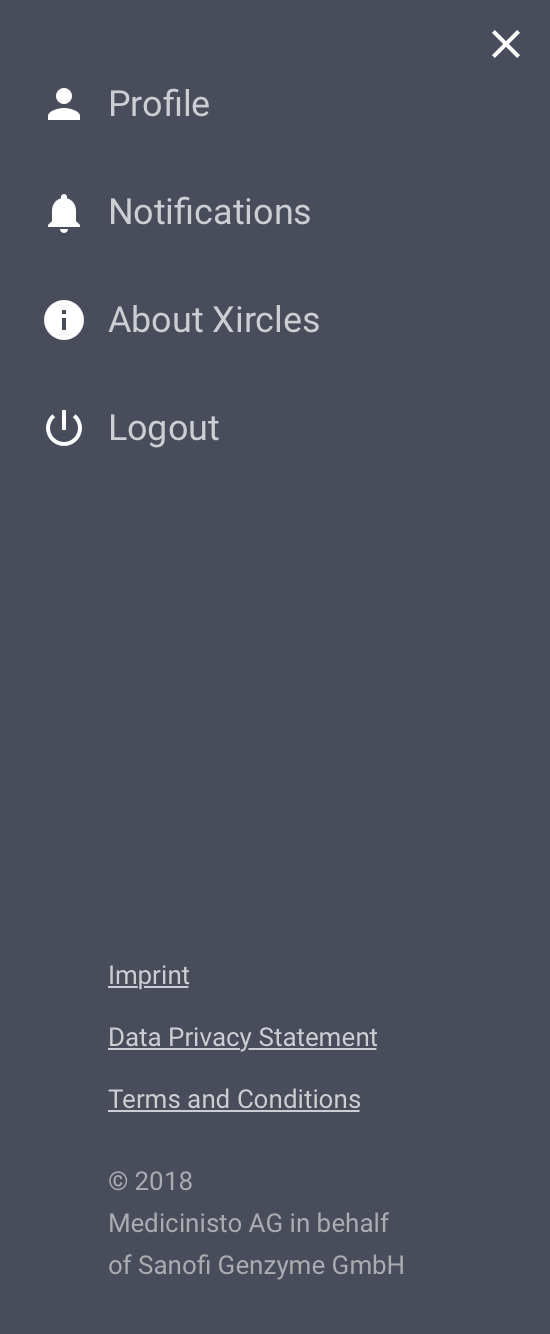 Profile
Notifications
About Xircles
Logout
Imprint
Data Privacy Statement
Terms and Conditions
© 2018
Medicinisto AG in behalf
of Sanofi Genzyme GmbH